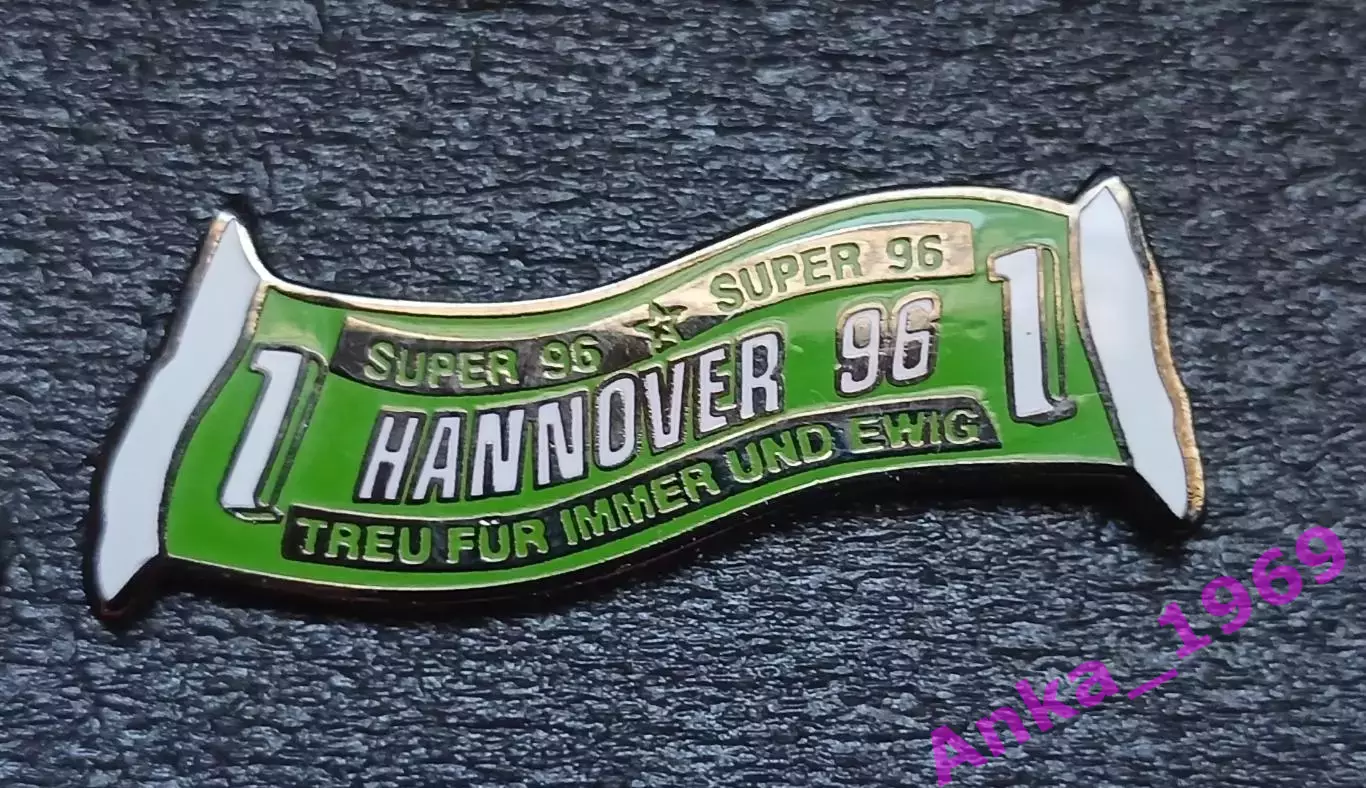 SUPER 96 ★ SUPER 96
1 HANNOVER 96 1
TREU FÜR IMMER UND EWIG
Anka_1969